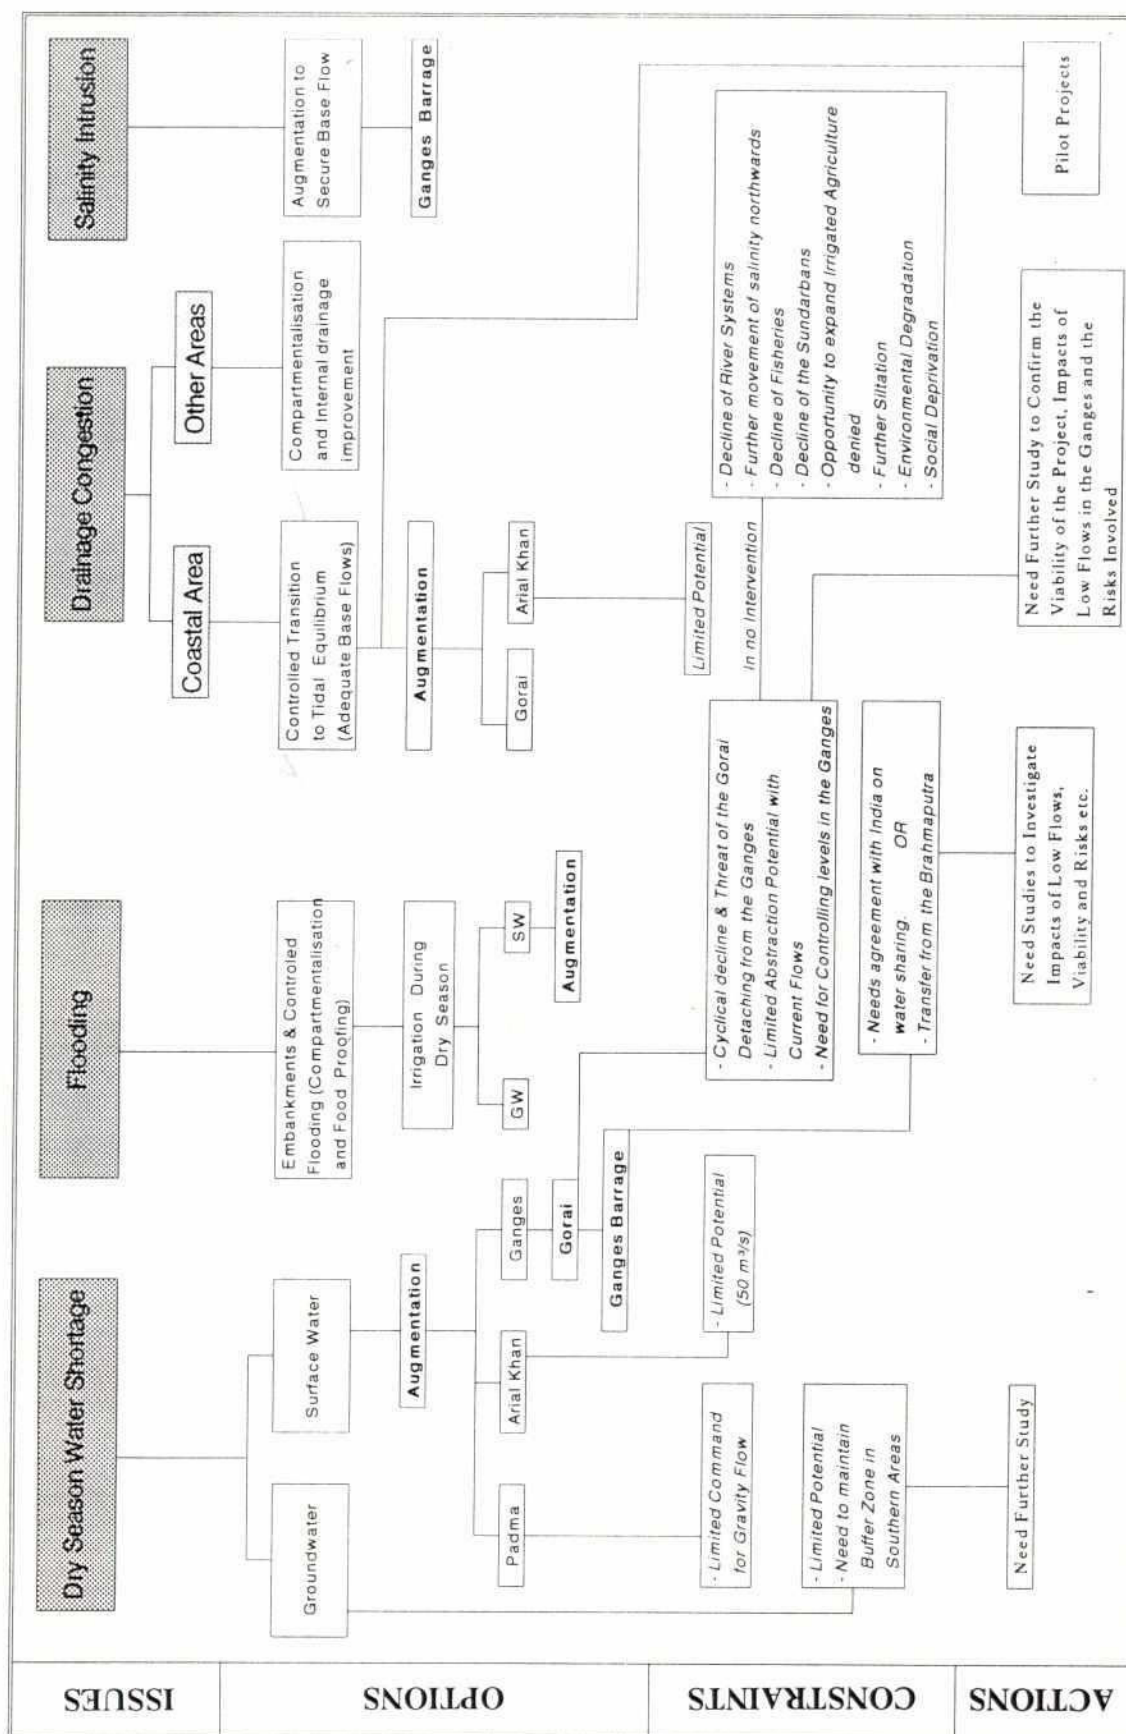 ISSUES
Dry Season Water Shortage
Flooding
Drainage Congestion
Salinity Intrusion
Coastal Area
Other Areas
OPTIONS
Groundwater
Surface Water
Embankments & Controled
Flooding (Compartmentalisation
and Food Proofing)
Controlled Transition
to Tidal Equilibrium
(Adequate Base Flows)
Compartmentalisation
and Internal drainage
improvement
Augmentation to
Secure Base Flow
Augmentation
Irrigation During
Dry Season
Augmentation
Ganges Barrage
Padma
Arial Khan
Ganges
GW
SW
Gorai
Arial Khan
Gorai
Augmentation
Ganges Barrage
CONSTRAINTS
- Limited Command
for Gravity Flow
- Limited Potential
(50 m³/s)
- Cyclical decline & Threat of the Gorai
Detaching from the Ganges
- Limited Abstraction Potential with
Current Flows
- Need for Controlling levels in the Ganges
Limited Potential
In no Intervention
- Decline of River Systems
- Further movement of salinity northwards
- Decline of Fisheries
- Decline of the Sundarbans
- Opportunity to expand Irrigated Agriculture
denied
- Further Siltation
- Environmental Degradation
- Social Deprivation
- Limited Potential
- Need to maintain
Buffer Zone in
Southern Areas
- Needs agreement with India on
water sharing. OR
- Transfer from the Brahmaputra
ACTIONS
Need Further Study
Need Studies to Investigate
Impacts of Low Flows,
Viability and Risks etc.
Need Further Study to Confirm the
Viability of the Project, Impacts of
Low Flows in the Ganges and the
Risks Involved
Pilot Projects